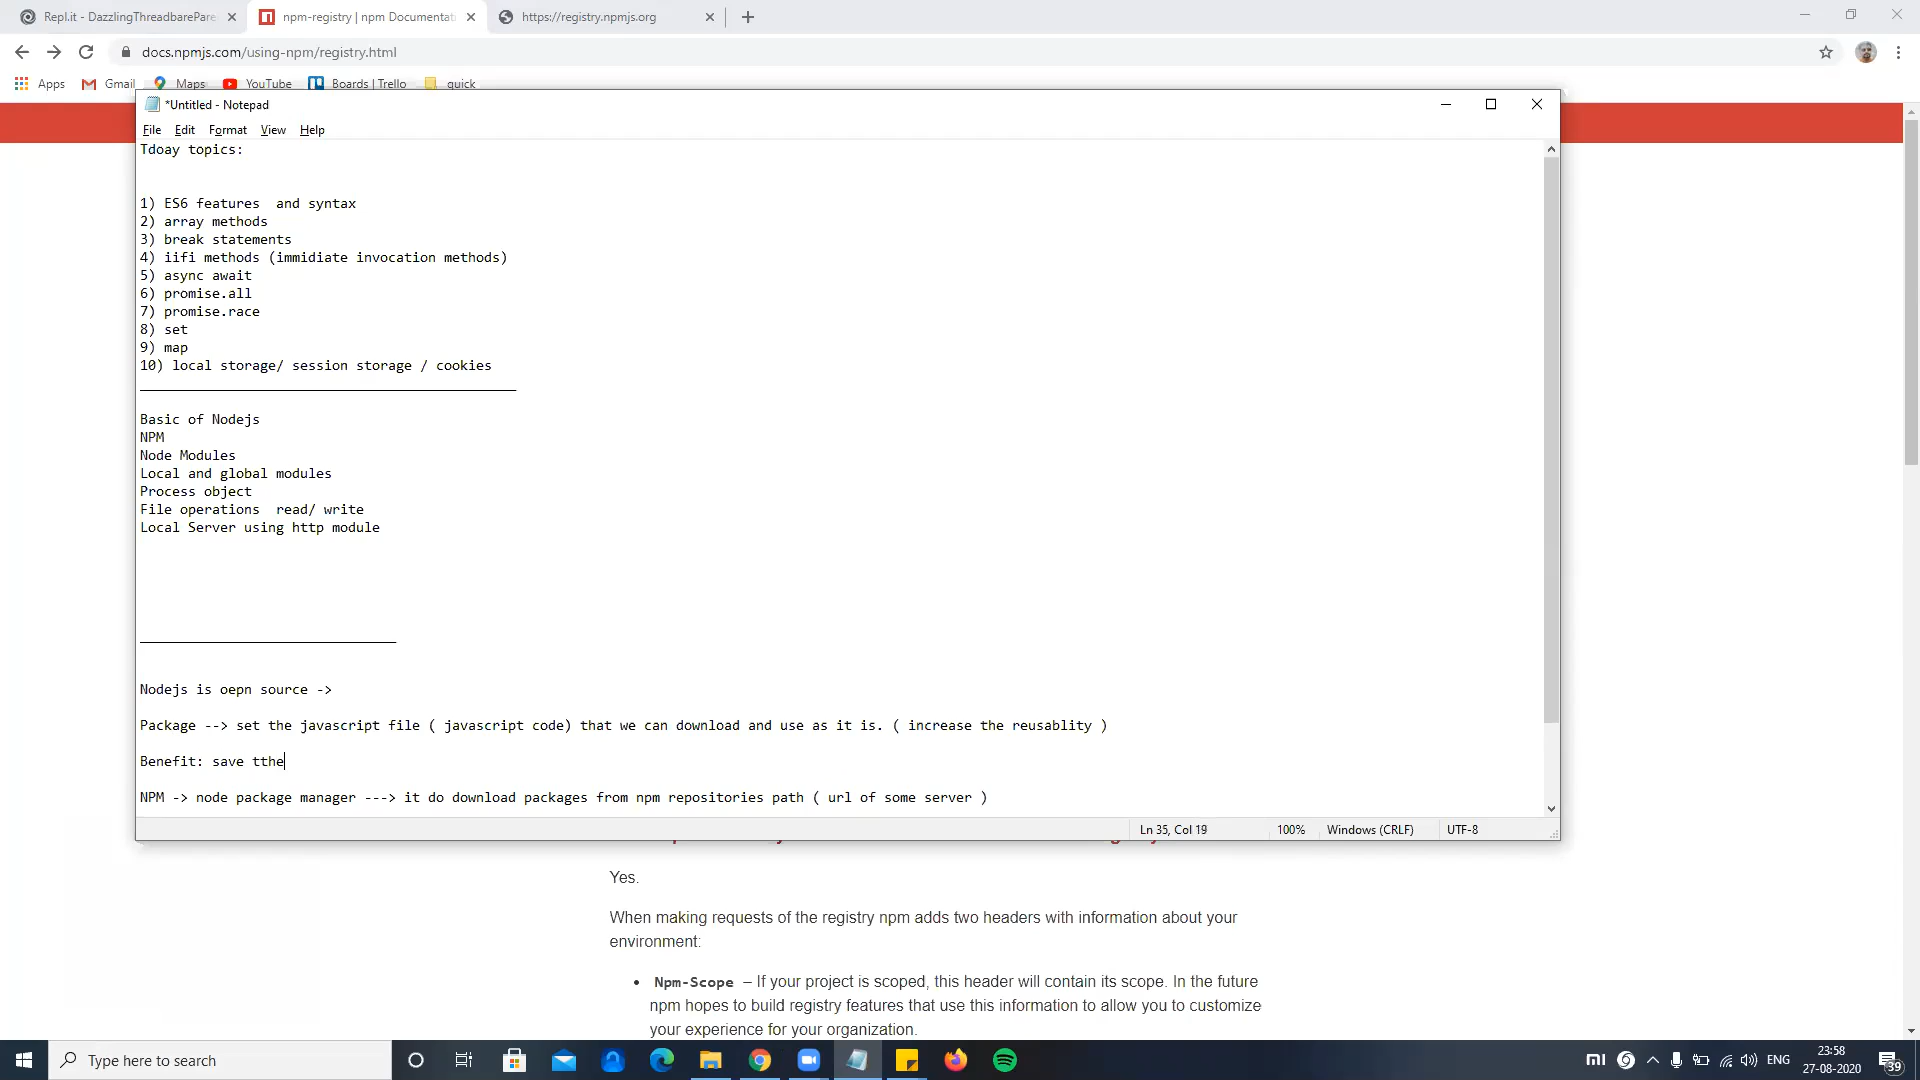 Repl.it - DazzlingThreadbarePare
npm-registry | npm Documentati
https://registry.npmjs.org
docs.npmjs.com/using-npm/registry.html
Apps Gmail Maps YouTube Boards | Trello quick
*Untitled - Notepad
File Edit Format View Help
Tdoay topics:
1) ES6 features  and syntax
2) array methods
3) break statements
4) iifi methods (immidiate invocation methods)
5) async await
6) promise.all
7) promise.race
8) set
9) map
10) local storage/ session storage / cookies
Basic of Nodejs
NPM
Node Modules
Local and global modules
Process object
File operations  read/ write
Local Server using http module
Nodejs is oepn source ->
Package --> set the javascript file ( javascript code) that we can download and use as it is. ( increase the reusablity )
Benefit: save tthe
NPM -> node package manager ---> it do download packages from npm repositories path ( url of some server )
Ln 35, Col 19 100% Windows (CRLF) UTF-8
Yes.
When making requests of the registry npm adds two headers with information about your
environment:
• Npm-Scope – If your project is scoped, this header will contain its scope. In the future
npm hopes to build registry features that use this information to allow you to customize
your experience for your organization.
Type here to search
mi ENG 23:58
27-08-2020 39